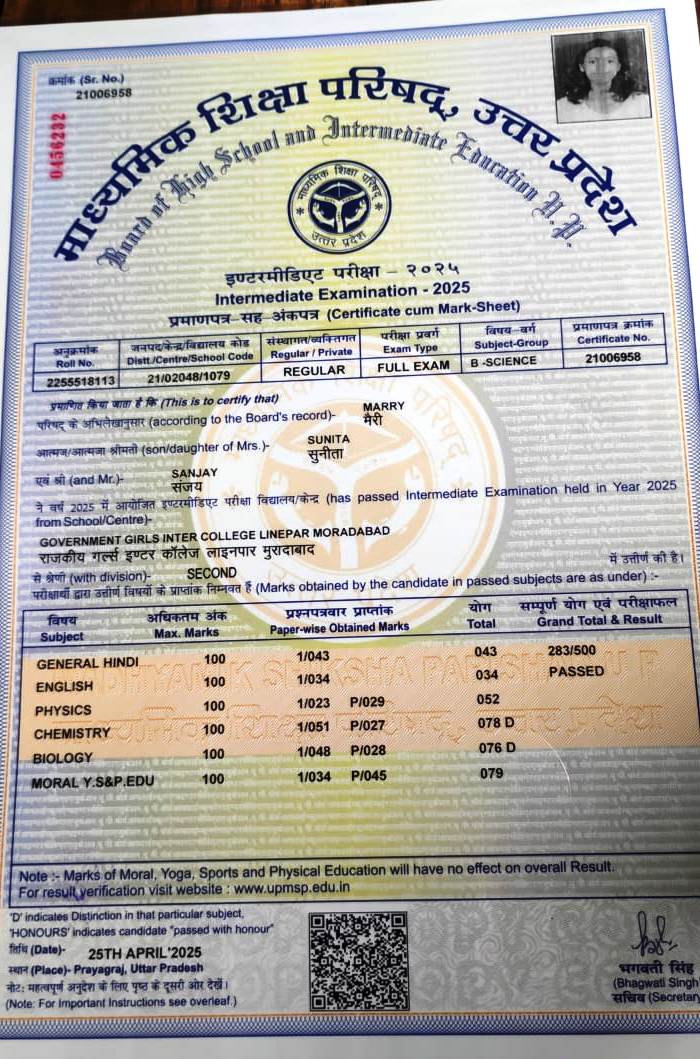 क्रमांक (Sr. No.)
21006958
0456232
माध्यमिक शिक्षा परिषद्, उत्तर प्रदेश
Board of High School and Intermediate Education U.P.
माध्यमिक शिक्षा परिषद्
उत्तर प्रदेश
इण्टरमीडिएट परीक्षा – २०२५
Intermediate Examination - 2025
प्रमाणपत्र सह अंकपत्र (Certificate cum Mark-Sheet)
अनुक्रमांक जनपद/केन्द्र/विद्यालय कोड संस्थागत/व्यक्तिगत परीक्षा प्रवर्ग विषय-वर्ग प्रमाणपत्र क्रमांक
Roll No. Distt./Centre/School Code Regular / Private Exam Type Subject-Group Certificate No.
2255518113 21/02048/1079 REGULAR FULL EXAM B -SCIENCE 21006958
प्रमाणित किया जाता है कि (This is to certify that)
MARRY
परिषद् के अभिलेखानुसार (according to the Board's record)- मैरी
SUNITA
आत्मज/आत्मजा श्रीमती (son/daughter of Mrs.)- सुनीता
SANJAY
एवं श्री (and Mr.)- संजय
ने वर्ष 2025 में आयोजित इण्टरमीडिएट परीक्षा विद्यालय/केन्द्र (has passed Intermediate Examination held in Year 2025
from School/Centre)-
GOVERNMENT GIRLS INTER COLLEGE LINEPAR MORADABAD
राजकीय गर्ल्स इण्टर कॉलेज लाइनपार मुरादाबाद
में उत्तीर्ण की है।
से श्रेणी (with division)- SECOND
परीक्षार्थी द्वारा उत्तीर्ण विषयों के प्राप्तांक निम्नवत हैं (Marks obtained by the candidate in passed subjects are as under) :-
विषय अधिकतम अंक प्रश्नपत्रवार प्राप्तांक योग सम्पूर्ण योग एवं परीक्षाफल
Subject Max. Marks Paper-wise Obtained Marks Total Grand Total & Result
GENERAL HINDI 100 1/043 043 283/500
ENGLISH 100 1/034 034 PASSED
PHYSICS 100 1/023 P/029 052
CHEMISTRY 100 1/051 P/027 078 D
BIOLOGY 100 1/048 P/028 076 D
MORAL Y.S&P.EDU 100 1/034 P/045 079
Note :- Marks of Moral, Yoga, Sports and Physical Education will have no effect on overall Result.
For result verification visit website : www.upmsp.edu.in
'D' indicates Distinction in that particular subject,
'HONOURS' indicates candidate "passed with honour"
तिथि (Date)- 25TH APRIL'2025
स्थान (Place)- Prayagraj, Uttar Pradesh
नोट: महत्वपूर्ण अनुदेश के लिए पृष्ठ के दूसरी ओर देखें।
(Note: For Important Instructions see overleaf.)
भगवती सिंह
(Bhagwati Singh)
सचिव (Secretar